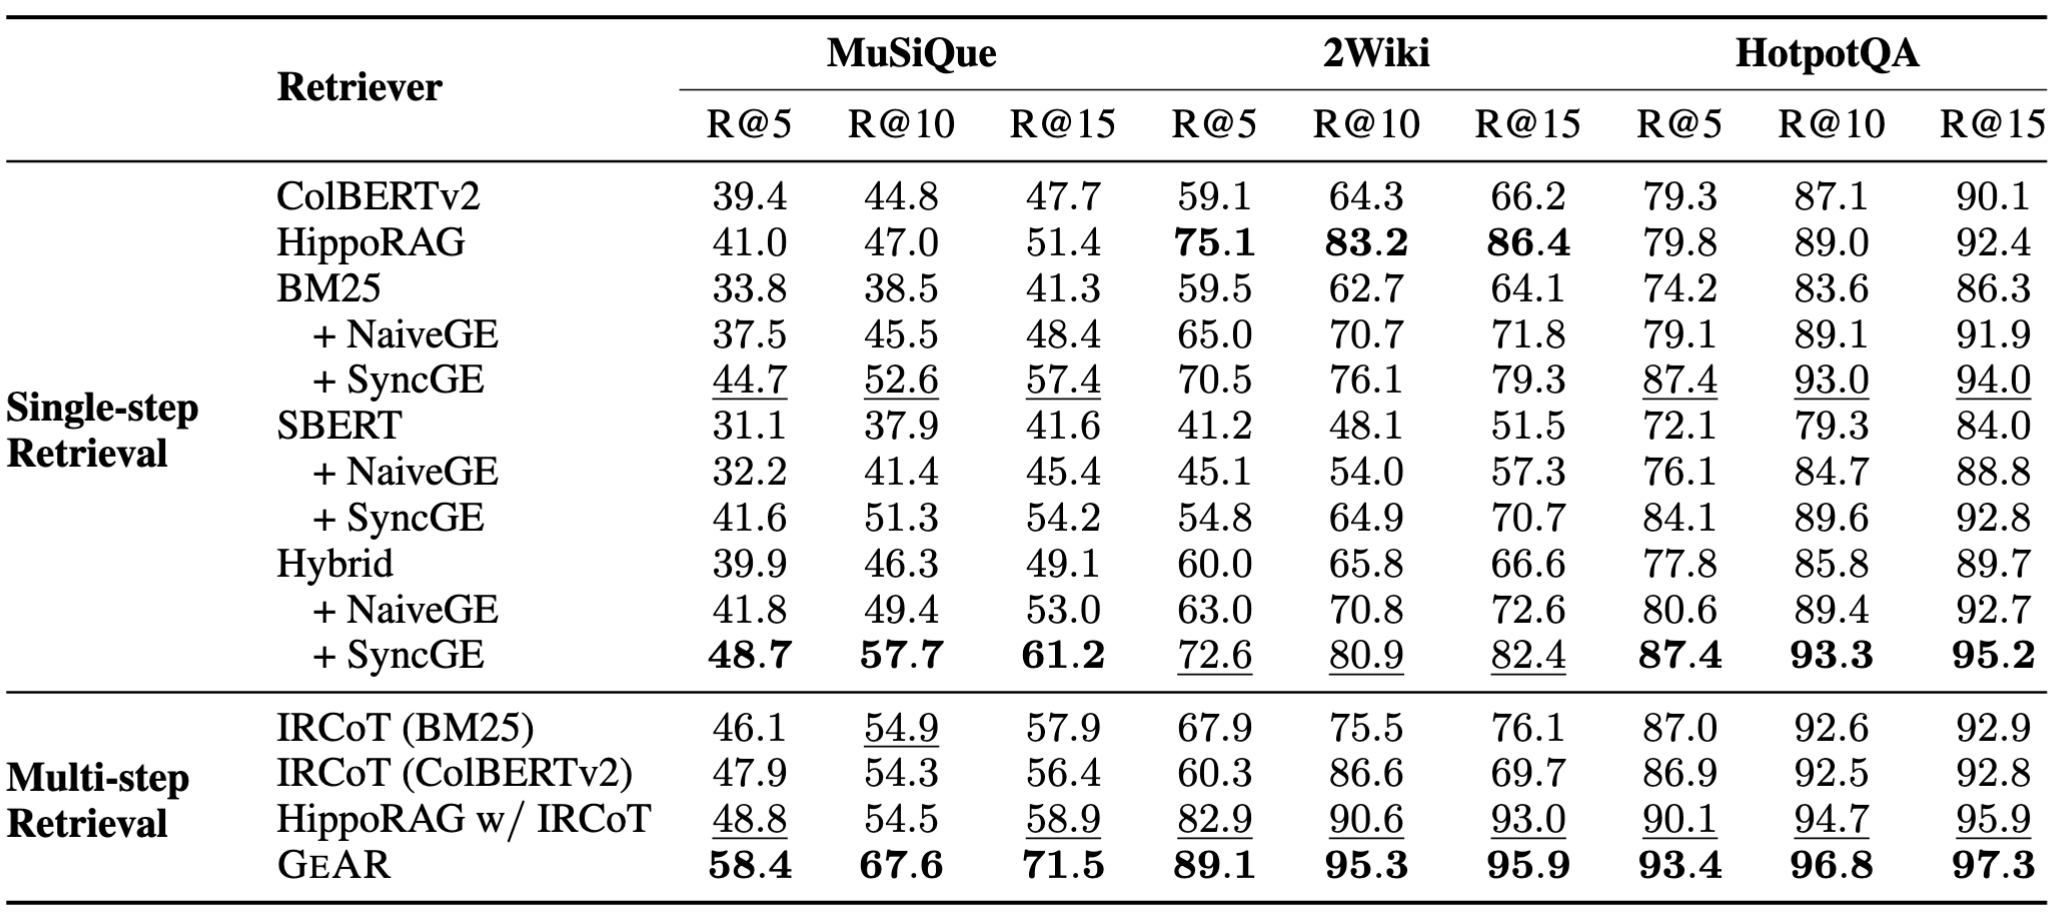 MuSiQue 2Wiki HotpotQA
Retriever
R@5 R@10 R@15 R@5 R@10 R@15 R@5 R@10 R@15
ColBERTv2 39.4 44.8 47.7 59.1 64.3 66.2 79.3 87.1 90.1
HippoRAG 41.0 47.0 51.4 75.1 83.2 86.4 79.8 89.0 92.4
BM25 33.8 38.5 41.3 59.5 62.7 64.1 74.2 83.6 86.3
+ NaiveGE 37.5 45.5 48.4 65.0 70.7 71.8 79.1 89.1 91.9
+ SyncGE 44.7 52.6 57.4 70.5 76.1 79.3 87.4 93.0 94.0
Single-step
Retrieval
SBERT 31.1 37.9 41.6 41.2 48.1 51.5 72.1 79.3 84.0
+ NaiveGE 32.2 41.4 45.4 45.1 54.0 57.3 76.1 84.7 88.8
+ SyncGE 41.6 51.3 54.2 54.8 64.9 70.7 84.1 89.6 92.8
Hybrid 39.9 46.3 49.1 60.0 65.8 66.6 77.8 85.8 89.7
+ NaiveGE 41.8 49.4 53.0 63.0 70.8 72.6 80.6 89.4 92.7
+ SyncGE 48.7 57.7 61.2 72.6 80.9 82.4 87.4 93.3 95.2
IRCoT (BM25) 46.1 54.9 57.9 67.9 75.5 76.1 87.0 92.6 92.9
Multi-step
Retrieval
IRCoT (ColBERTv2) 47.9 54.3 56.4 60.3 86.6 69.7 86.9 92.5 92.8
HippoRAG w/ IRCoT 48.8 54.5 58.9 82.9 90.6 93.0 90.1 94.7 95.9
GEAR 58.4 67.6 71.5 89.1 95.3 95.9 93.4 96.8 97.3